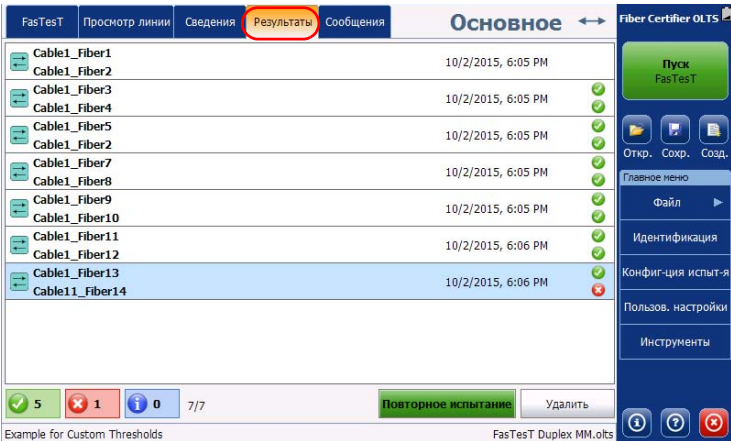 FasTesT Просмотр линии Сведения Результаты Сообщения Основное Fiber Certifier OLTS
Cable1_Fiber1
Cable1_Fiber2
10/2/2015, 6:05 PM
Cable1_Fiber3
Cable1_Fiber4
10/2/2015, 6:05 PM
Cable1_Fiber5
Cable1_Fiber2
10/2/2015, 6:05 PM
Cable1_Fiber7
Cable1_Fiber8
10/2/2015, 6:05 PM
Cable1_Fiber9
Cable1_Fiber10
10/2/2015, 6:05 PM
Cable1_Fiber11
Cable1_Fiber12
10/2/2015, 6:06 PM
Cable1_Fiber13
Cable11_Fiber14
10/2/2015, 6:06 PM
5 1 0 7/7 Повторное испытание Удалить
Example for Custom Thresholds FasTesT Duplex MM.olts
Пуск
FasTesT
Откр. Сохр. Созд.
Главное меню
Файл
Идентификация
Конфиг-ция испыт-я
Пользов. настройки
Инструменты